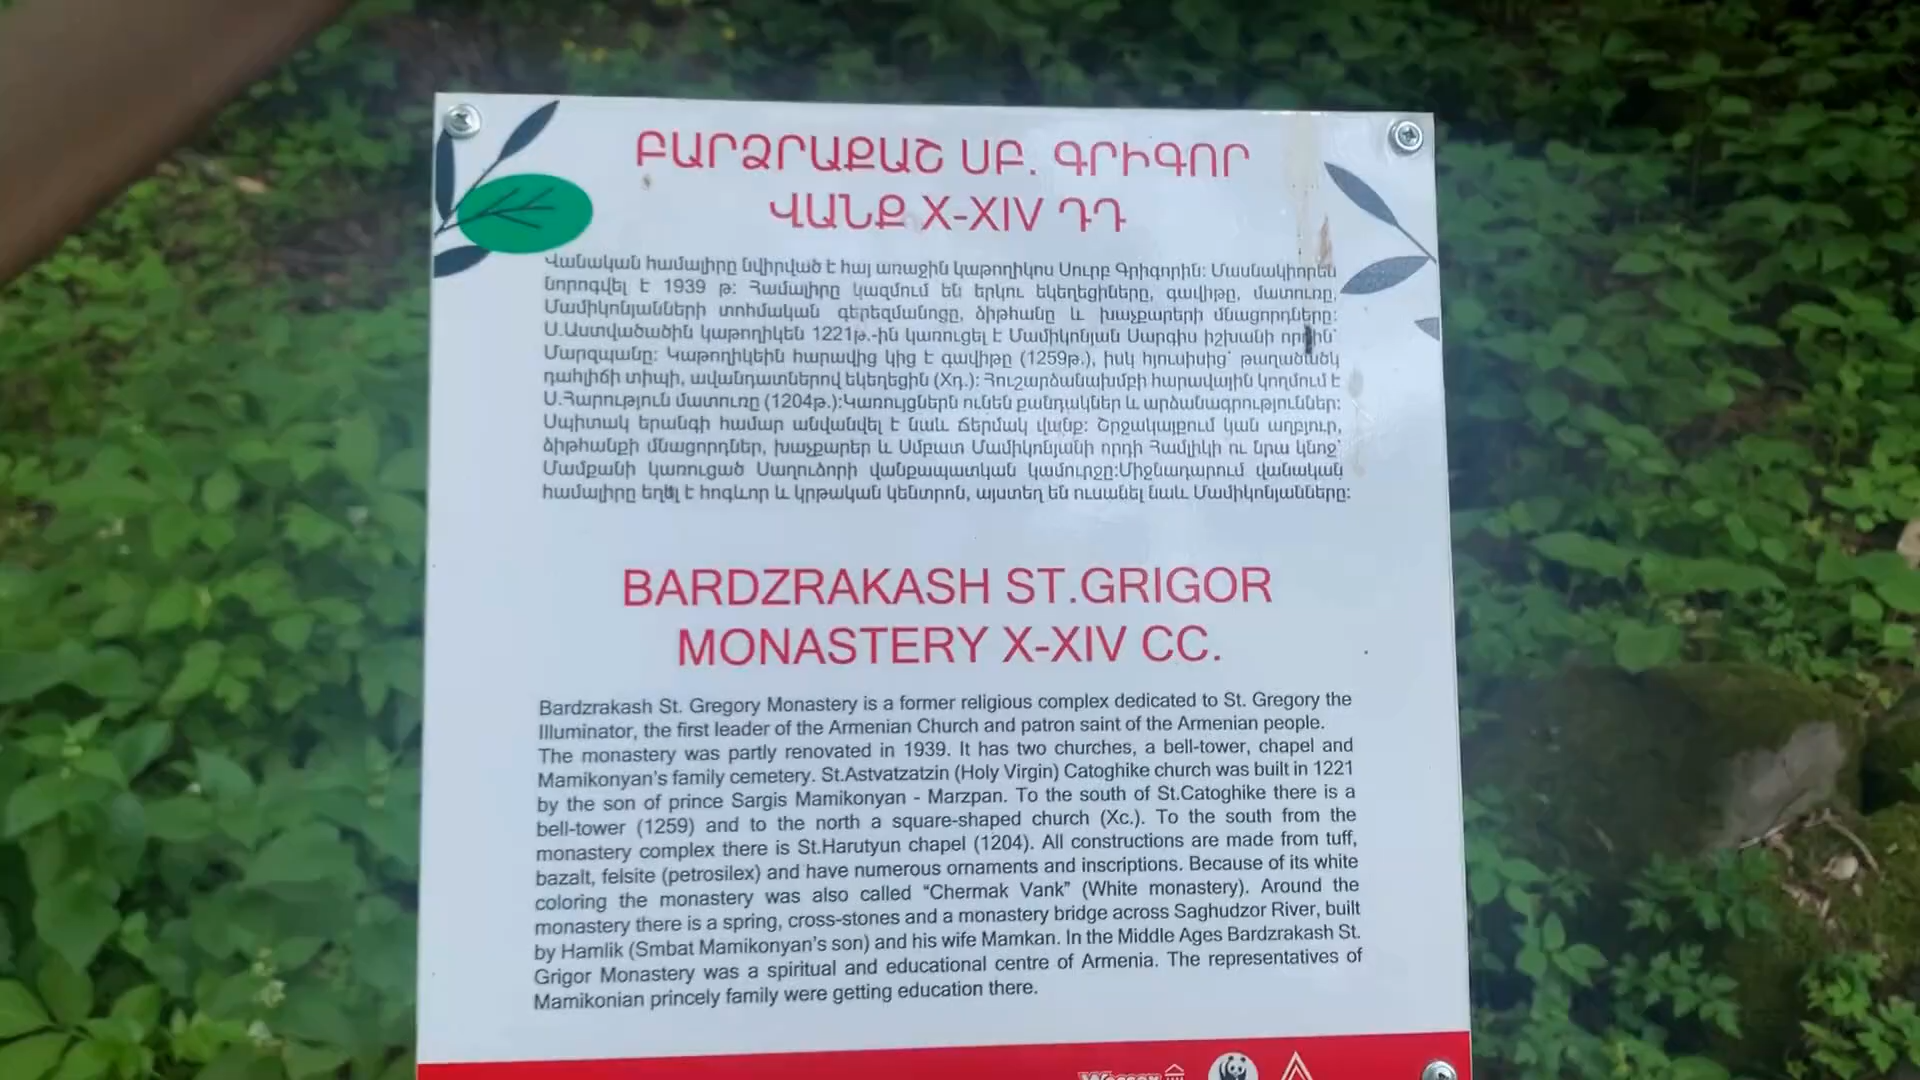 ԲԱՐՁՐԱՔԱՇ ՍԲ. ԳՐԻԳՈՐ
ՎԱՆՔ X-XIV ԴԴ
Վանական համալիրը նվիրված է հայ առաջին կաթողիկոս Սուրբ Գրիգորին: Մասնակիորեն
նորոգվել է 1939 թ: Համալիրը կազմում են երկու եկեղեցիները, գավիթը, մատուռը,
Մամիկոնյանների տոհմական գերեզմանոցը, ձիթհանը և խաչքարերի մնացորդները:
Ս.Աստվածածին կաթողիկեն 1221թ.-ին կառուցել է Մամիկոնյան Սարգիս իշխանի որդին՝
Մարզպանը: Կաթողիկեին հարավից կից է գավիթը (1259թ.), իսկ հյուսիսից՝ թաղածածկ
դահլիճի տիպի, ավանդատներով եկեղեցին (Xդ.): Հուշարձանախմբի հարավային կողմում է
Ս.Հարություն մատուռը (1204թ.):Կառույցներն ունեն քանդակներ և արձանագրություններ:
Սպիտակ երանգի համար անվանվել է նաև Ճերմակ վանք: Շրջակայքում կան աղբյուր,
ձիթհանքի մնացորդներ, խաչքարեր և Սմբատ Մամիկոնյանի որդի Համլիկի ու նրա կնոջ՝
Մամքանի կառուցած Սաղուձորի վանքապատկան կամուրջը:Միջնադարում վանական
համալիրը եղել է հոգևոր և կրթական կենտրոն, այստեղ են ուսանել նաև Մամիկոնյանները:
BARDZRAKASH ST.GRIGOR
MONASTERY X-XIV CC.
Bardzrakash St. Gregory Monastery is a former religious complex dedicated to St. Gregory the
Illuminator, the first leader of the Armenian Church and patron saint of the Armenian people.
The monastery was partly renovated in 1939. It has two churches, a bell-tower, chapel and
Mamikonyan's family cemetery. St.Astvatzatzin (Holy Virgin) Catoghike church was built in 1221
by the son of prince Sargis Mamikonyan - Marzpan. To the south of St.Catoghike there is a
bell-tower (1259) and to the north a square-shaped church (Xc.). To the south from the
monastery complex there is St.Harutyun chapel (1204). All constructions are made from tuff,
bazalt, felsite (petrosilex) and have numerous ornaments and inscriptions. Because of its white
coloring the monastery was also called “Chermak Vank” (White monastery). Around the
monastery there is a spring, cross-stones and a monastery bridge across Saghudzor River, built
by Hamlik (Smbat Mamikonyan's son) and his wife Mamkan. In the Middle Ages Bardzrakash St.
Grigor Monastery was a spiritual and educational centre of Armenia. The representatives of
Mamikonian princely family were getting education there.